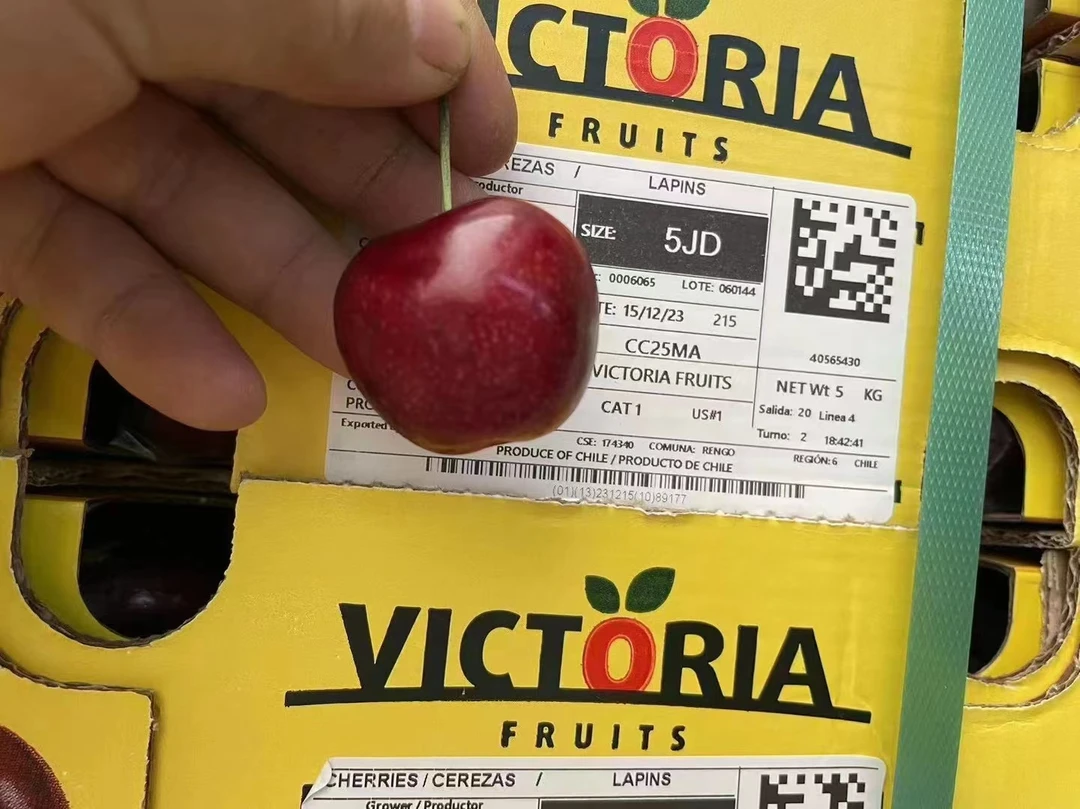 VICTORIA
FRUITS
CEREZAS / LAPINS
Productor
SIZE: 5JD
0006065 LOTE: 060144
15/12/23 215
CC25MA
VICTORIA FRUITS
CAT 1 US#1
40565430
NET Wt 5 KG
Salida: 20 Linea 4
Turno: 2 18:42:41
REGIÓN: 6 CHILE
Exported
CSE: 174340 COMUNA: RENGO
PRODUCE OF CHILE / PRODUCTO DE CHILE
(01)(13)231215(10)89177
VICTORIA
FRUITS
CHERRIES / CEREZAS / LAPINS
Grower / Productor